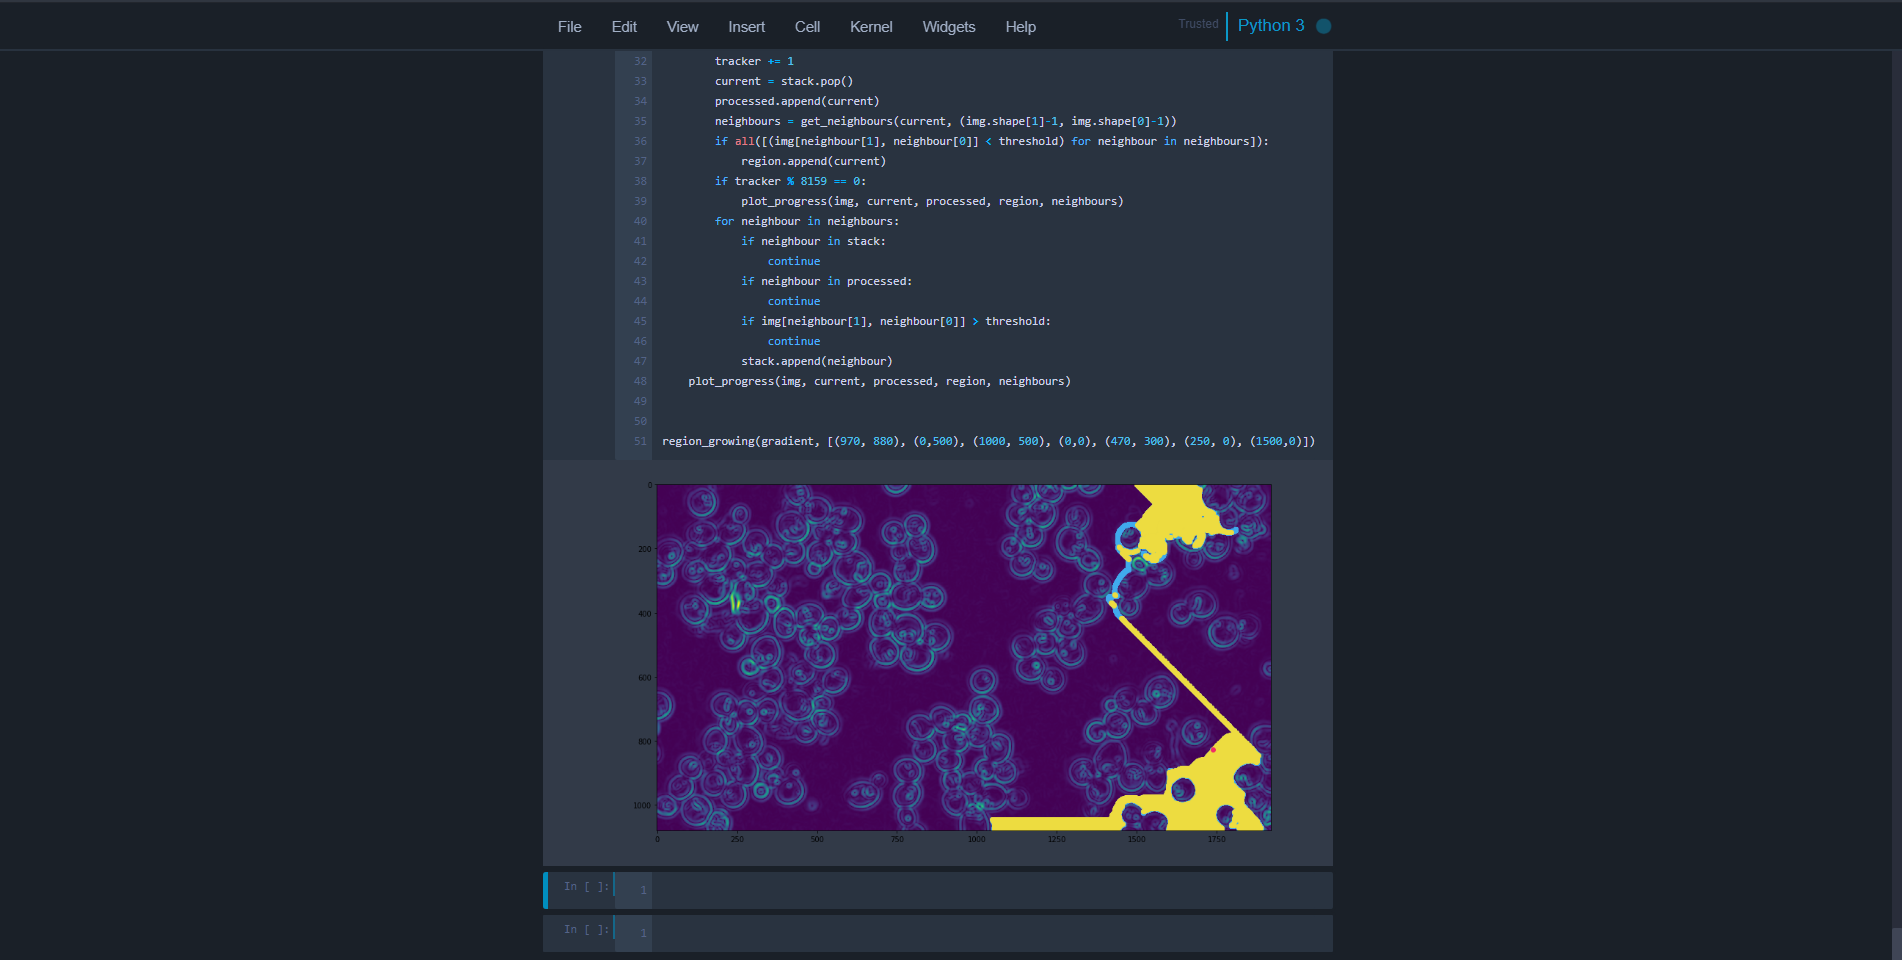 File Edit View Insert Cell Kernel Widgets Help Trusted Python 3
32 tracker += 1
33 current = stack.pop()
34 processed.append(current)
35 neighbours = get_neighbours(current, (img.shape[1]-1, img.shape[0]-1))
36 if all([(img[neighbour[1], neighbour[0]] < threshold) for neighbour in neighbours]):
37 region.append(current)
38 if tracker % 8159 == 0:
39 plot_progress(img, current, processed, region, neighbours)
40 for neighbour in neighbours:
41 if neighbour in stack:
42 continue
43 if neighbour in processed:
44 continue
45 if img[neighbour[1], neighbour[0]] > threshold:
46 continue
47 stack.append(neighbour)
48 plot_progress(img, current, processed, region, neighbours)
49
50
51 region_growing(gradient, [(970, 880), (0,500), (1000, 500), (0,0), (470, 300), (250, 0), (1500,0)])
0
200
400
600
800
1000
0 250 500 750 1000 1250 1500 1750
In [ ]: 1
In [ ]: 1